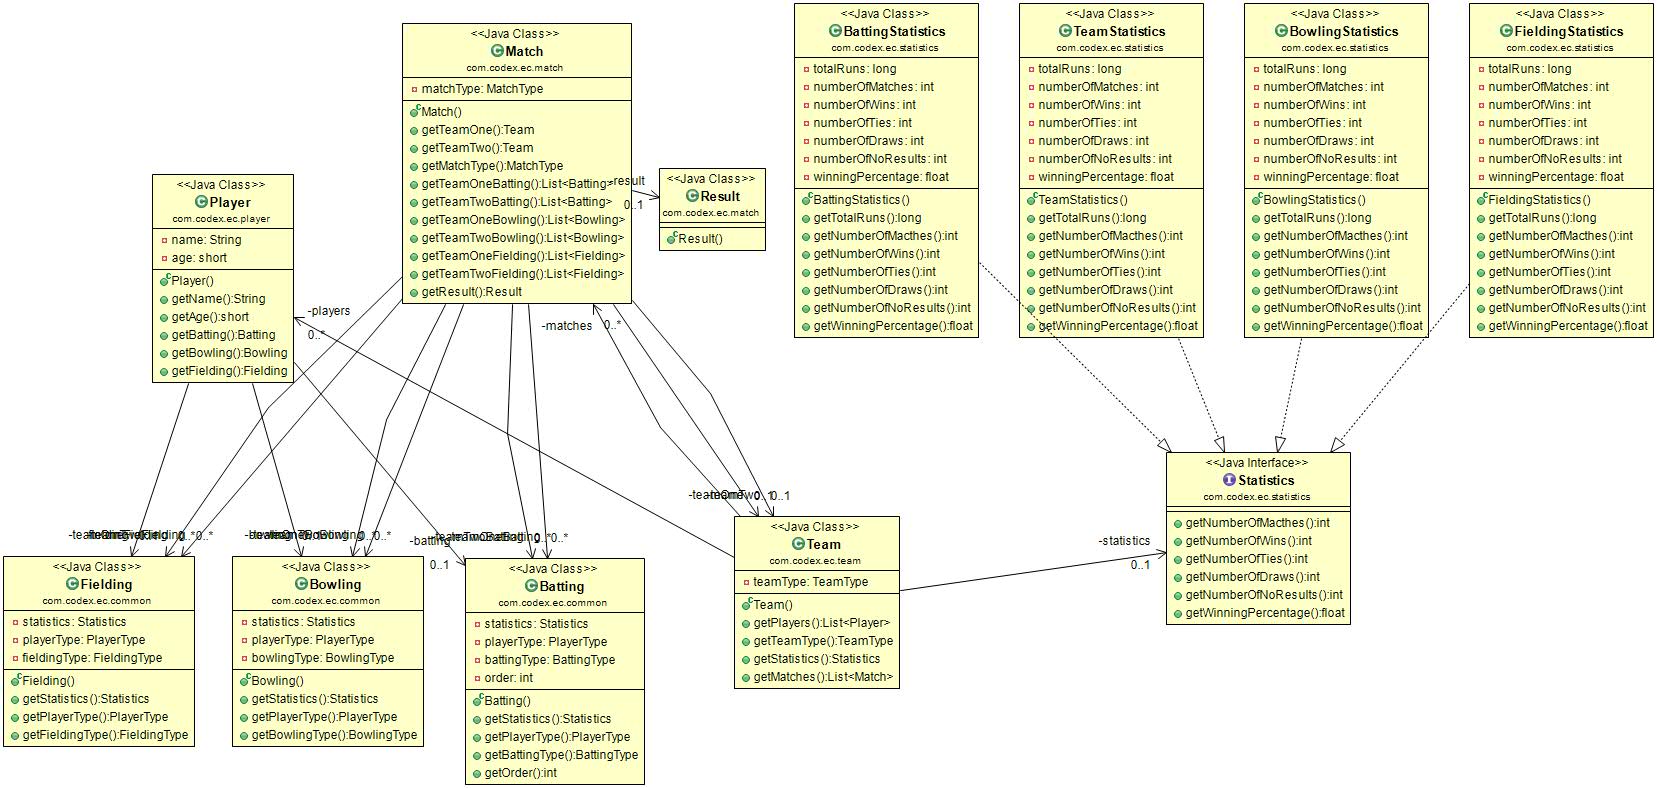 <<Java Class>>
Match
com.codex.ec.match
matchType: MatchType
Match()
getTeamOne():Team
getTeamTwo():Team
getMatchType():MatchType
getTeamOneBatting():List<Batting>
getTeamTwoBatting():List<Batting>
getTeamOneBowling():List<Bowling>
getTeamTwoBowling():List<Bowling>
getTeamOneFielding():List<Fielding>
getTeamTwoFielding():List<Fielding>
getResult():Result
<<Java Class>>
BattingStatistics
com.codex.ec.statistics
totalRuns: long
numberOfMatches: int
numberOfWins: int
numberOfTies: int
numberOfDraws: int
numberOfNoResults: int
winningPercentage: float
BattingStatistics()
getTotalRuns():long
getNumberOfMacthes():int
getNumberOfWins():int
getNumberOfTies():int
getNumberOfDraws():int
getNumberOfNoResults():int
getWinningPercentage():float
<<Java Class>>
TeamStatistics
com.codex.ec.statistics
totalRuns: long
numberOfMatches: int
numberOfWins: int
numberOfTies: int
numberOfDraws: int
numberOfNoResults: int
winningPercentage: float
TeamStatistics()
getTotalRuns():long
getNumberOfMacthes():int
getNumberOfWins():int
getNumberOfTies():int
getNumberOfDraws():int
getNumberOfNoResults():int
getWinningPercentage():float
<<Java Class>>
BowlingStatistics
com.codex.ec.statistics
totalRuns: long
numberOfMatches: int
numberOfWins: int
numberOfTies: int
numberOfDraws: int
numberOfNoResults: int
winningPercentage: float
BowlingStatistics()
getTotalRuns():long
getNumberOfMacthes():int
getNumberOfWins():int
getNumberOfTies():int
getNumberOfDraws():int
getNumberOfNoResults():int
getWinningPercentage():float
<<Java Class>>
FieldingStatistics
com.codex.ec.statistics
totalRuns: long
numberOfMatches: int
numberOfWins: int
numberOfTies: int
numberOfDraws: int
numberOfNoResults: int
winningPercentage: float
FieldingStatistics()
getTotalRuns():long
getNumberOfMacthes():int
getNumberOfWins():int
getNumberOfTies():int
getNumberOfDraws():int
getNumberOfNoResults():int
getWinningPercentage():float
<<Java Class>>
Player
com.codex.ec.player
name: String
age: short
Player()
getName():String
getAge():short
getBatting():Batting
getBowling():Bowling
getFielding():Fielding
-result
0..1
<<Java Class>>
Result
com.codex.ec.match
Result()
-players
0..*
-matches
0..*
<<Java Interface>>
Statistics
com.codex.ec.statistics
getNumberOfMacthes():int
getNumberOfWins():int
getNumberOfTies():int
getNumberOfDraws():int
getNumberOfNoResults():int
getWinningPercentage():float
0..1
-statistics
0..1
-batting
0..1
0..*
0..*
0..*
<<Java Class>>
Fielding
com.codex.ec.common
statistics: Statistics
playerType: PlayerType
fieldingType: FieldingType
Fielding()
getStatistics():Statistics
getPlayerType():PlayerType
getFieldingType():FieldingType
<<Java Class>>
Bowling
com.codex.ec.common
statistics: Statistics
playerType: PlayerType
bowlingType: BowlingType
Bowling()
getStatistics():Statistics
getPlayerType():PlayerType
getBowlingType():BowlingType
<<Java Class>>
Batting
com.codex.ec.common
statistics: Statistics
playerType: PlayerType
battingType: BattingType
order: int
Batting()
getStatistics():Statistics
getPlayerType():PlayerType
getBattingType():BattingType
getOrder():int
<<Java Class>>
Team
com.codex.ec.team
teamType: TeamType
Team()
getPlayers():List<Player>
getTeamType():TeamType
getStatistics():Statistics
getMatches():List<Match>